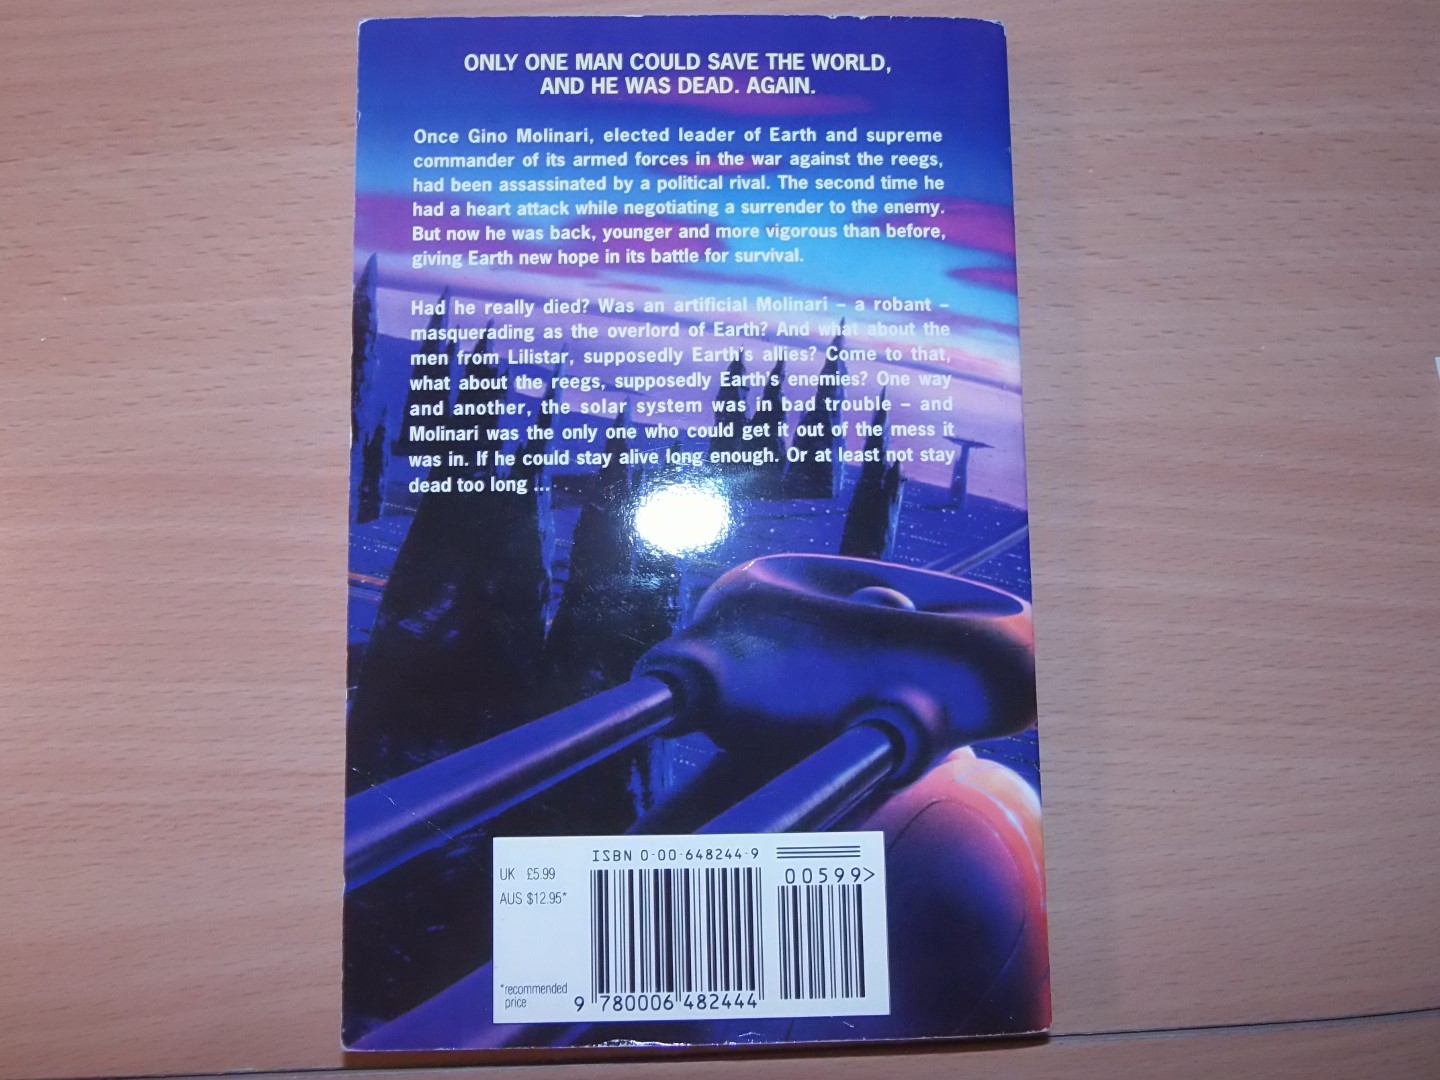 ONLY ONE MAN COULD SAVE THE WORLD,
AND HE WAS DEAD. AGAIN.
Once Gino Molinari, elected leader of Earth and supreme
commander of its armed forces in the war against the reegs,
had been assassinated by a political rival. The second time he
had a heart attack while negotiating a surrender to the enemy.
But now he was back, younger and more vigorous than before,
giving Earth new hope in its battle for survival.
Had he really died? Was an artificial Molinari – a robant –
masquerading as the overlord of Earth? And what about the
men from Lilistar, supposedly Earth's allies? Come to that,
what about the reegs, supposedly Earth's enemies? One way
and another, the solar system was in bad trouble – and
Molinari was the only one who could get it out of the mess it
was in. If he could stay alive long enough. Or at least not stay
dead too long ...
ISBN 0-00-648244-9
UK £5.99
AUS $12.95*
00599>
*recommended
price
9 780006 482444